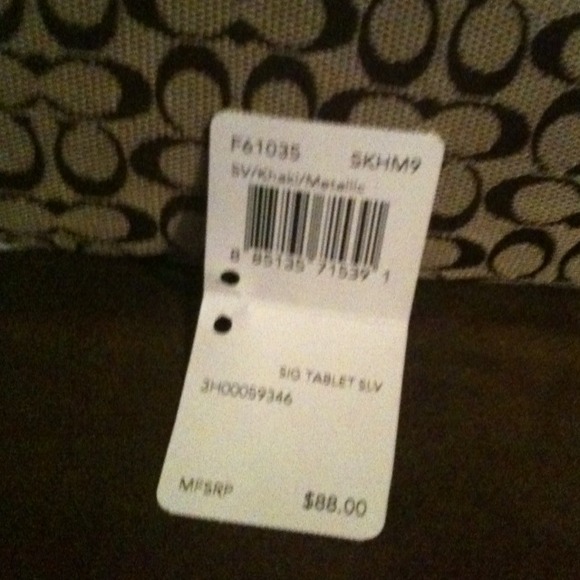 F61035 SKHM9
SV/Khaki/Metallic
8 85135 71539 1
SIG TABLET SLV
3H00059346
MFSRP $88.00